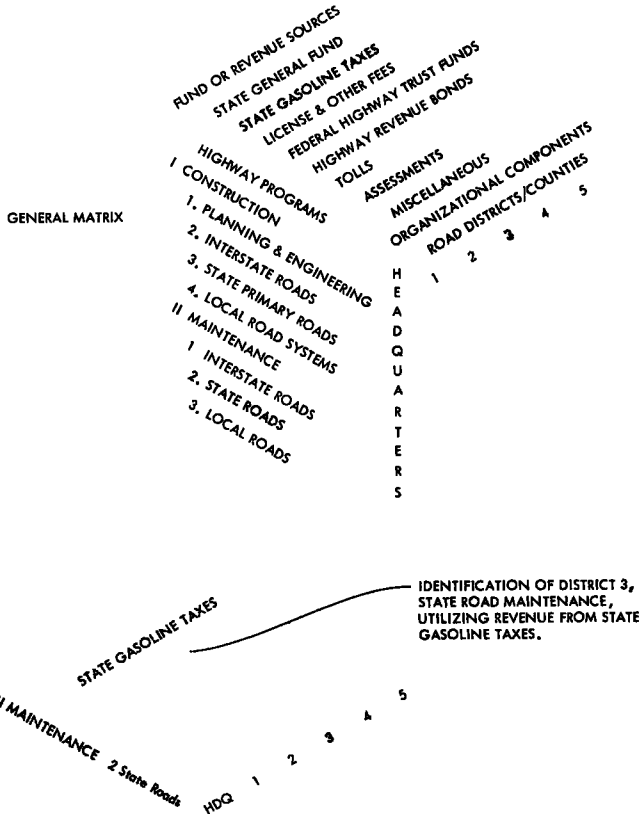 FUND OR REVENUE SOURCES
STATE GENERAL FUND
STATE GASOLINE TAXES
LICENSE & OTHER FEES
FEDERAL HIGHWAY TRUST FUNDS
HIGHWAY REVENUE BONDS
TOLLS
ASSESSMENTS
MISCELLANEOUS
ORGANIZATIONAL COMPONENTS
ROAD DISTRICTS/COUNTIES
1 2 3 4 5
HEADQUARTERS
GENERAL MATRIX
HIGHWAY PROGRAMS
I CONSTRUCTION
1. PLANNING & ENGINEERING
2. INTERSTATE ROADS
3. STATE PRIMARY ROADS
4. LOCAL ROAD SYSTEMS
II MAINTENANCE
1 INTERSTATE ROADS
2. STATE ROADS
3. LOCAL ROADS
IDENTIFICATION OF DISTRICT 3,
STATE ROAD MAINTENANCE,
UTILIZING REVENUE FROM STATE
GASOLINE TAXES.
STATE GASOLINE TAXES
II MAINTENANCE 2 State Roads
HDQ 1 2 3 4 5